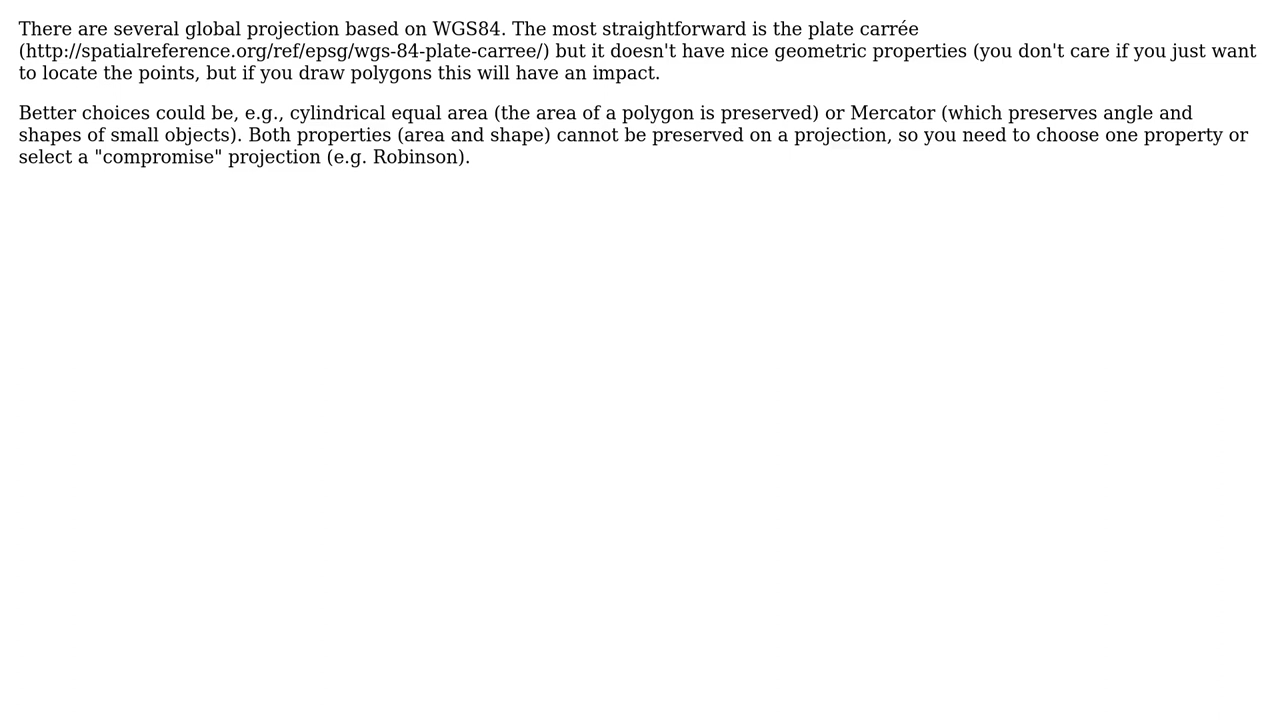 There are several global projection based on WGS84. The most straightforward is the plate carrée
(http://spatialreference.org/ref/epsg/wgs-84-plate-carree/) but it doesn't have nice geometric properties (you don't care if you just want
to locate the points, but if you draw polygons this will have an impact.
Better choices could be, e.g., cylindrical equal area (the area of a polygon is preserved) or Mercator (which preserves angle and
shapes of small objects). Both properties (area and shape) cannot be preserved on a projection, so you need to choose one property or
select a "compromise" projection (e.g. Robinson).